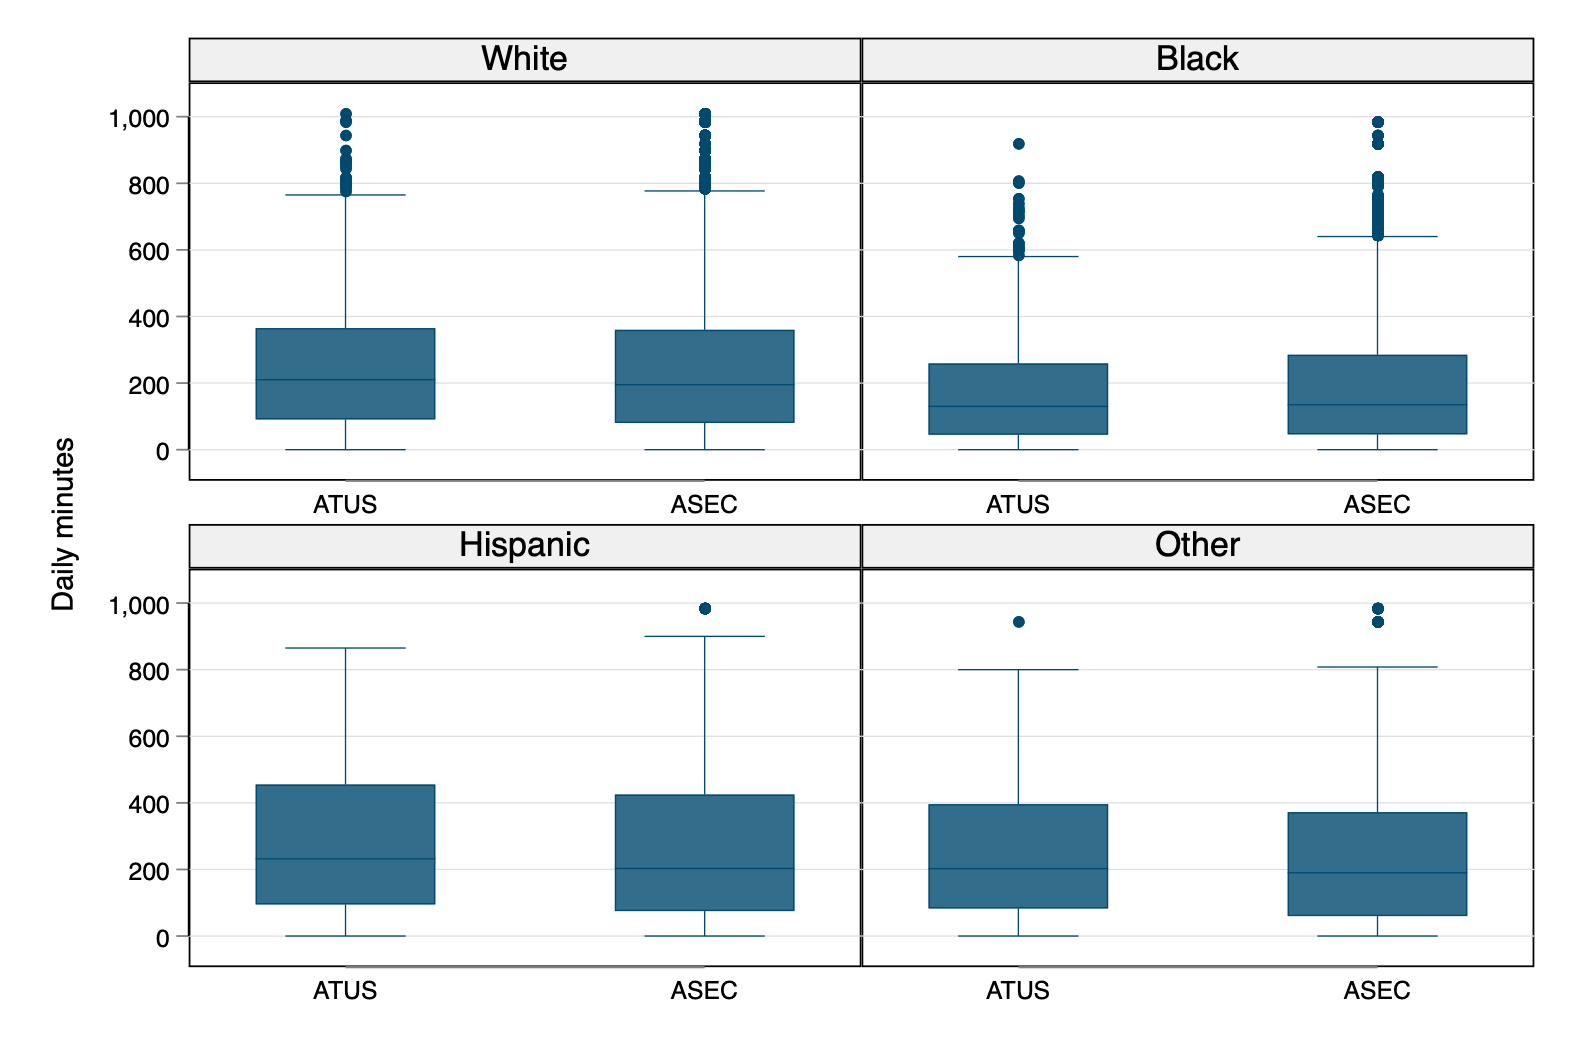 White
Black
1,000
800
600
400
200
0
ATUS
ASEC
ATUS
ASEC
Daily minutes
Hispanic
Other
1,000
800
600
400
200
0
ATUS
ASEC
ATUS
ASEC